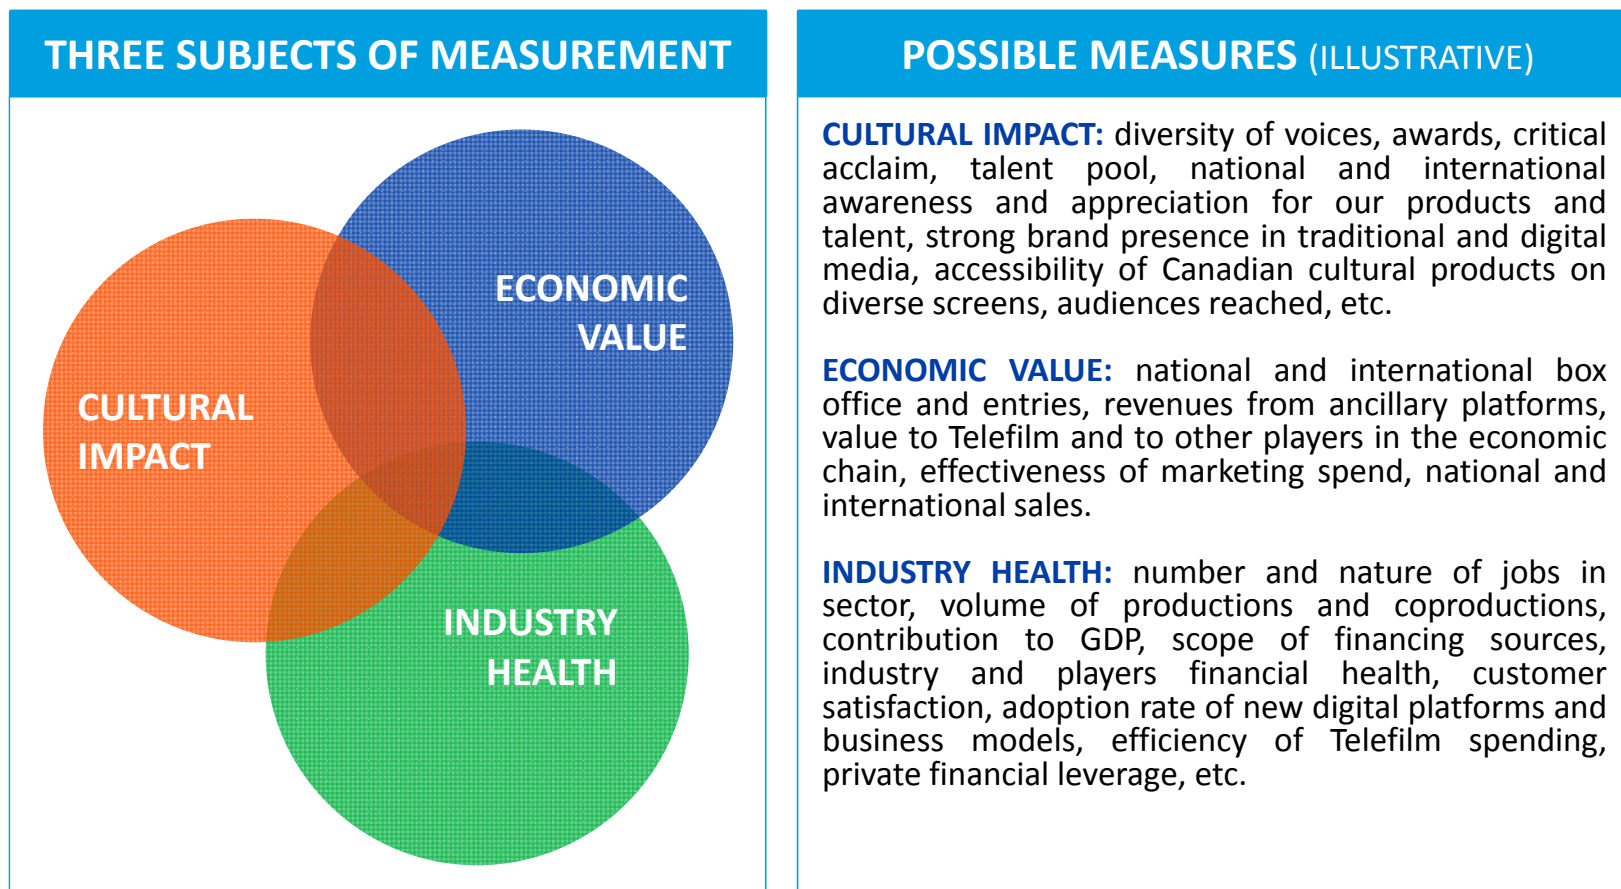 THREE SUBJECTS OF MEASUREMENT
ECONOMIC
VALUE
CULTURAL
IMPACT
INDUSTRY
HEALTH
POSSIBLE MEASURES (ILLUSTRATIVE)
CULTURAL IMPACT: diversity of voices, awards, critical
acclaim, talent pool, national and international
awareness and appreciation for our products and
talent, strong brand presence in traditional and digital
media, accessibility of Canadian cultural products on
diverse screens, audiences reached, etc.
ECONOMIC VALUE: national and international box
office and entries, revenues from ancillary platforms,
value to Telefilm and to other players in the economic
chain, effectiveness of marketing spend, national and
international sales.
INDUSTRY HEALTH: number and nature of jobs in
sector, volume of productions and coproductions,
contribution to GDP, scope of financing sources,
industry and players financial health, customer
satisfaction, adoption rate of new digital platforms and
business models, efficiency of Telefilm spending,
private financial leverage, etc.